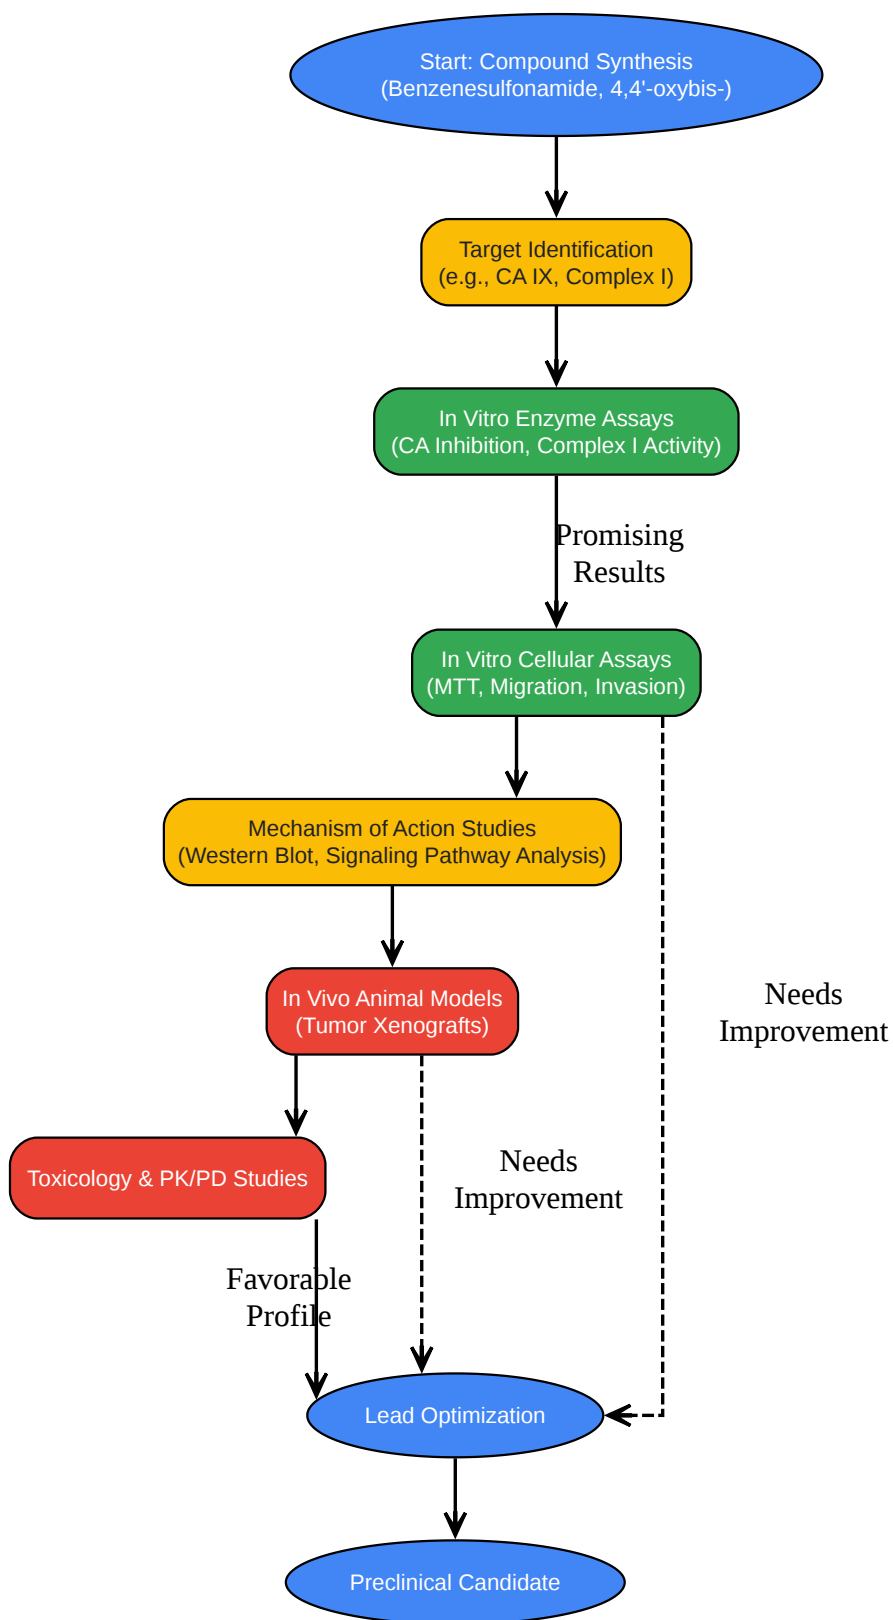 Start: Compound Synthesis
(Benzenesulfonamide, 4,4'-oxybis-)
Target Identification
(e.g., CA IX, Complex I)
In Vitro Enzyme Assays
(CA Inhibition, Complex I Activity)
Promising
Results
In Vitro Cellular Assays
(MTT, Migration, Invasion)
Mechanism of Action Studies
(Western Blot, Signaling Pathway Analysis)
In Vivo Animal Models
(Tumor Xenografts)
Needs
Improvement
Toxicology & PK/PD Studies
Needs
Improvement
Favorable
Profile
Lead Optimization
Preclinical Candidate